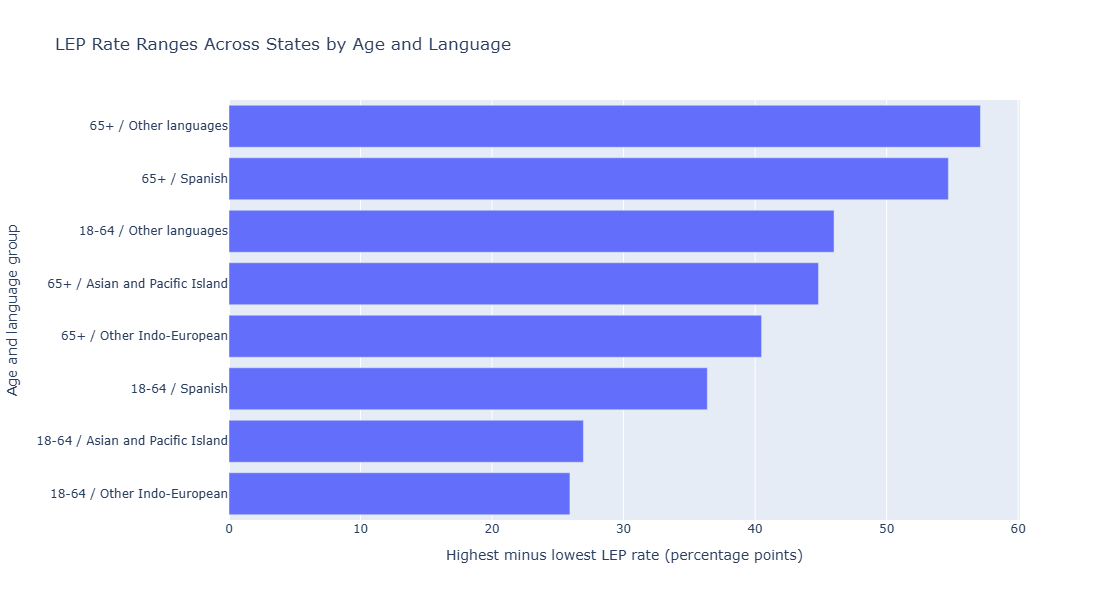 LEP Rate Ranges Across States by Age and Language
65+ / Other languages
65+ / Spanish
18-64 / Other languages
65+ / Asian and Pacific Island
65+ / Other Indo-European
18-64 / Spanish
18-64 / Asian and Pacific Island
18-64 / Other Indo-European
Age and language group
0 10 20 30 40 50 60
Highest minus lowest LEP rate (percentage points)